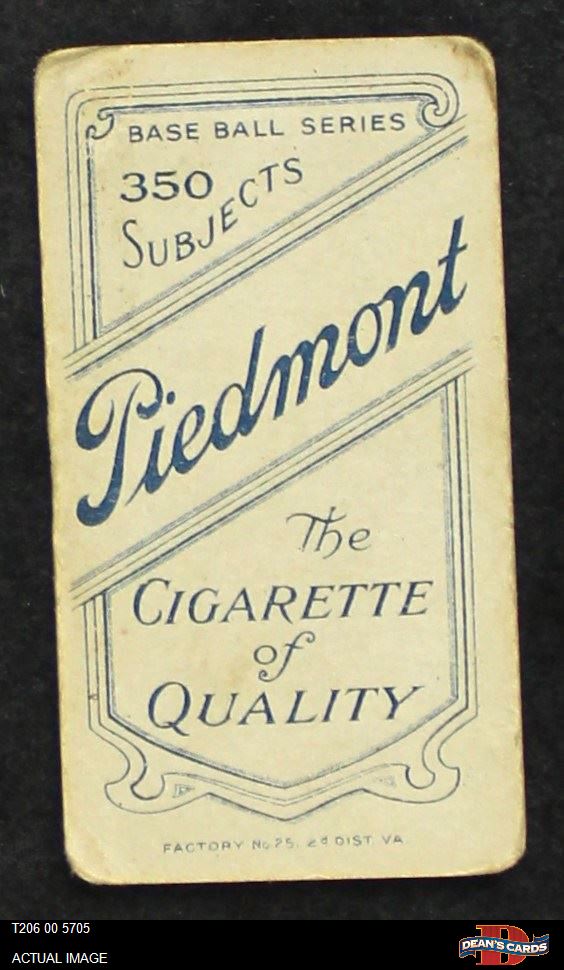 BASE BALL SERIES
350
SUBJECTS
Piedmont
The
CIGARETTE
of
QUALITY
FACTORY No 25, 2d DIST. VA.
T206 00 5705
ACTUAL IMAGE
DEAN'S CARDS